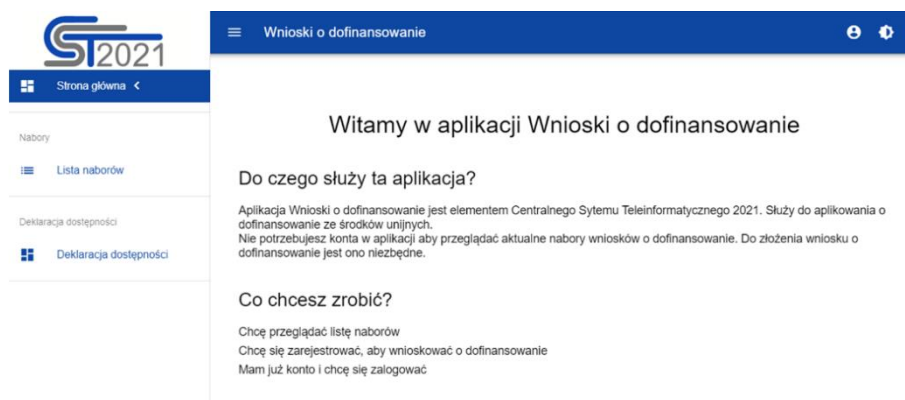 CST2021
Strona główna
Nabory
Lista naborów
Deklaracja dostępności
Deklaracja dostępności
Wnioski o dofinansowanie
Witamy w aplikacji Wnioski o dofinansowanie
Do czego służy ta aplikacja?
Aplikacja Wnioski o dofinansowanie jest elementem Centralnego Sytemu Teleinformatycznego 2021. Służy do aplikowania o
dofinansowanie ze środków unijnych.
Nie potrzebujesz konta w aplikacji aby przeglądać aktualne nabory wniosków o dofinansowanie. Do złożenia wniosku o
dofinansowanie jest ono niezbędne.
Co chcesz zrobić?
Chcę przeglądać listę naborów
Chcę się zarejestrować, aby wnioskować o dofinansowanie
Mam już konto i chcę się zalogować